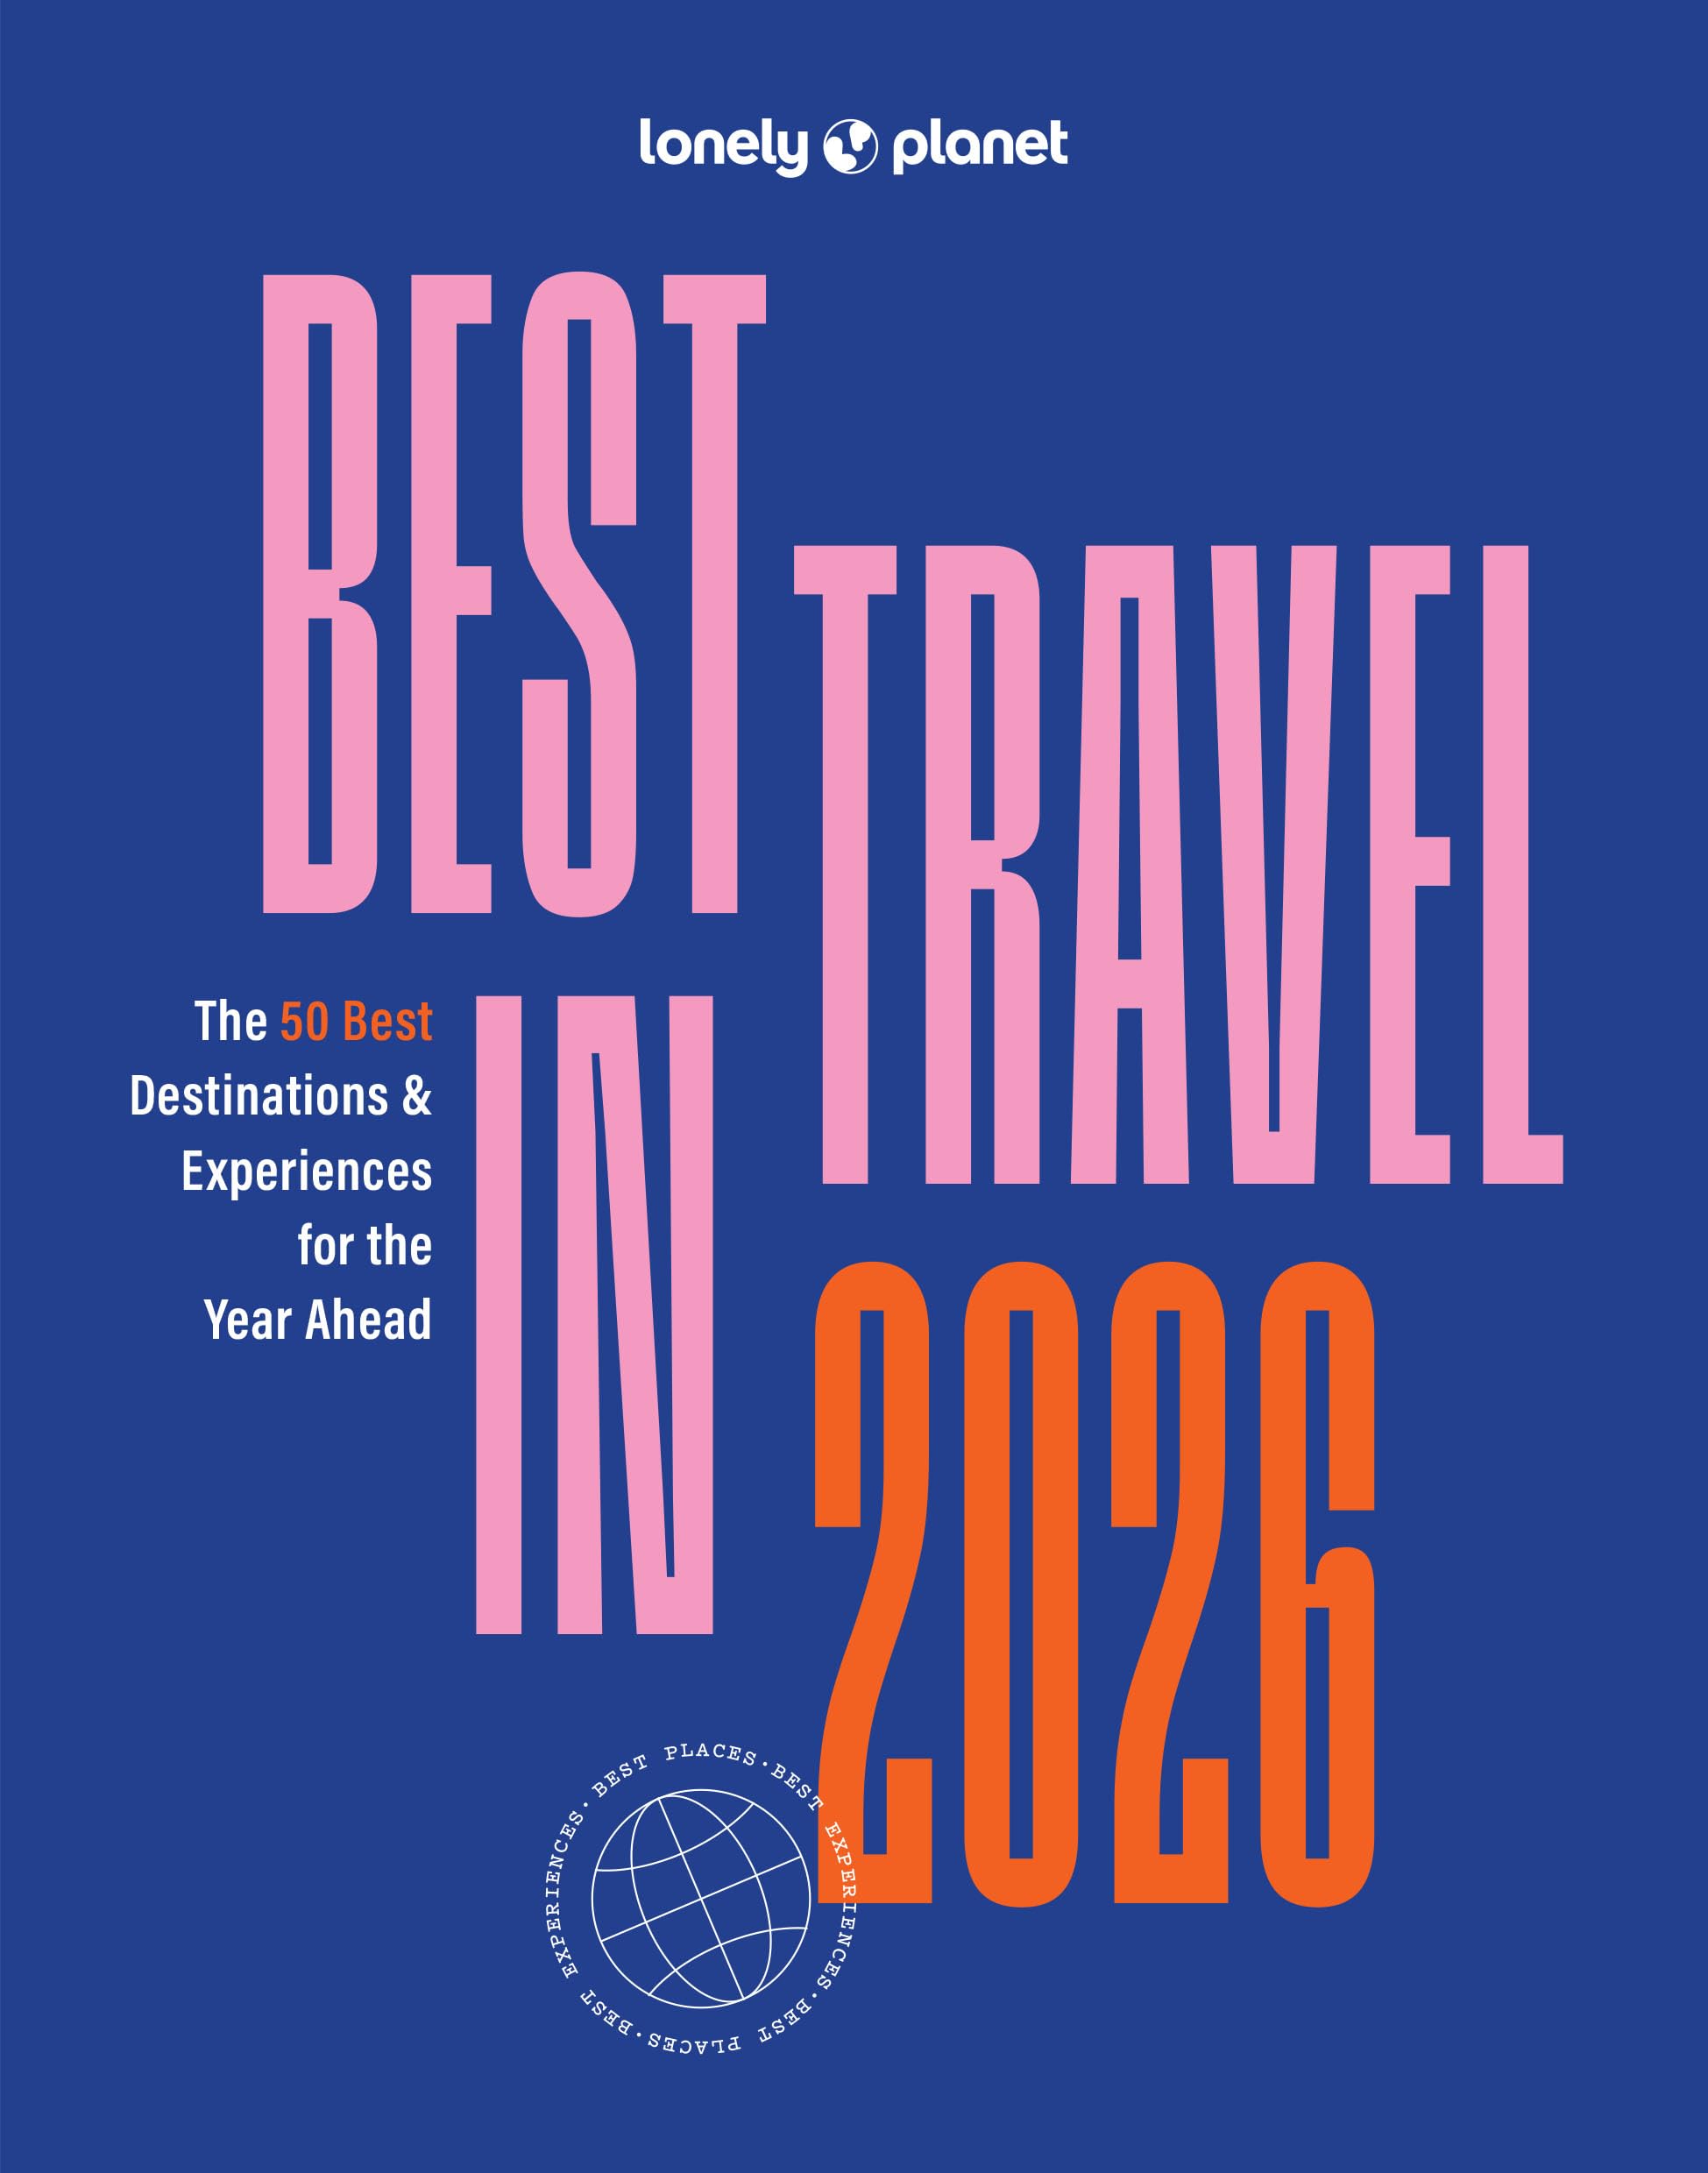 lonely planet
BEST
TRAVEL
The 50 Best
Destinations &
Experiences
for the
Year Ahead
IN
2026
BEST PLACES · BEST EXPERIENCES · BEST PLACES · BEST EXPERIENCES ·